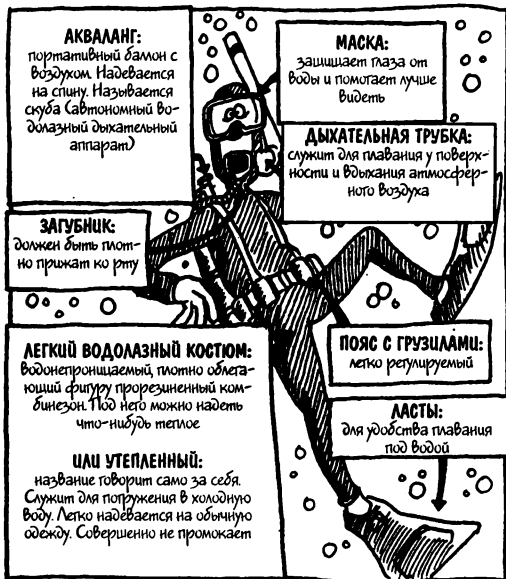 АКВАЛАНГ:
портативный баллон с
воздухом. Надевается
на спину. Называется
скуба (автономный во-
долазный дыхательный
аппарат)
МАСКА:
защищает глаза от
воды и помогает лучше
видеть
ДЫХАТЕЛЬНАЯ ТРУБКА:
служит для плавания у поверх-
ности и вдыхания атмосфер-
ного воздуха
ЗАГУБНИК:
должен быть плот-
но прижат ко рту
ЛЕГКИЙ ВОДОЛАЗНЫЙ КОСТЮМ:
водонепроницаемый, плотно облега-
ющий фигуру прорезиненный ком-
бинезон. Под него можно надеть
что-нибудь теплое
ИЛИ УТЕПЛЕННЫЙ:
название говорит само за себя.
Служит для погружения в холодную
воду. Легко надевается на обычную
одежду. Совершенно не промокает
ПОЯС С ГРУЗИЛАМИ:
легко регулируемый
ЛАСТЫ:
для удобства плавания
под водой